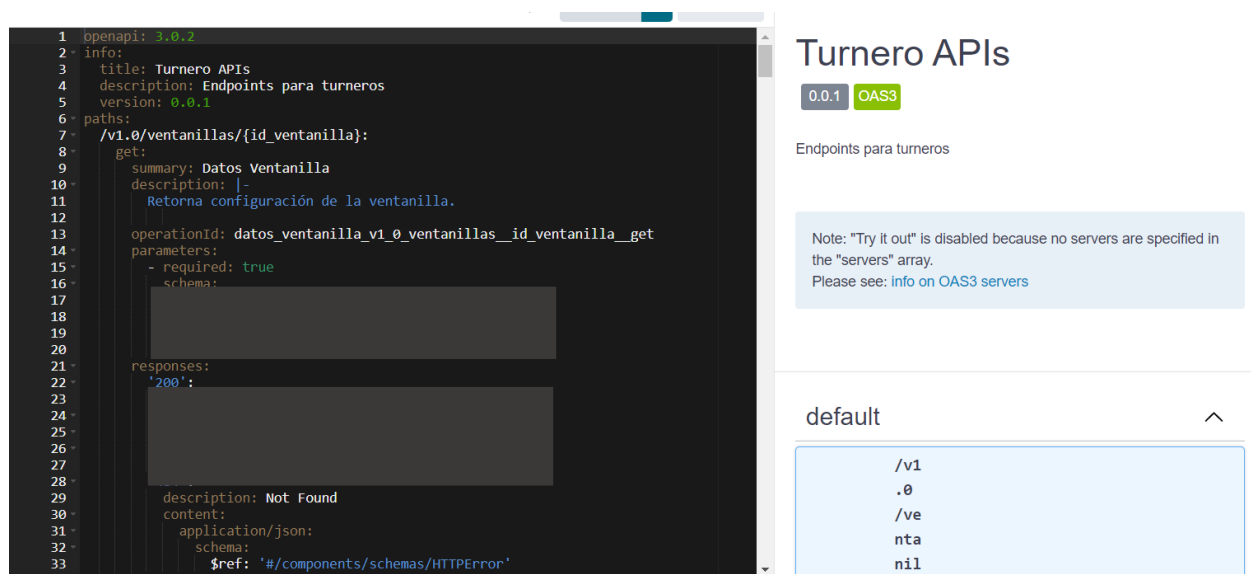 1 openapi: 3.0.2
2 info:
3 title: Turnero APIs
4 description: Endpoints para turneros
5 version: 0.0.1
6 paths:
7 /v1.0/ventanillas/{id_ventanilla}:
8 get:
9 summary: Datos Ventanilla
10 description: |-
11 Retorna configuración de la ventanilla.
12
13 operationId: datos_ventanilla_v1_0_ventanillas__id_ventanilla__get
14 parameters:
15 - required: true
16 schema:
17
18
19
20
21 responses:
22 '200':
23
24
25
26
27
28
29 description: Not Found
30 content:
31 application/json:
32 schema:
33 $ref: '#/components/schemas/HTTPError'
Turnero APIs
0.0.1 OAS3
Endpoints para turneros
Note: "Try it out" is disabled because no servers are specified in
the "servers" array.
Please see: info on OAS3 servers
default
/v1
.0
/ve
nta
nil